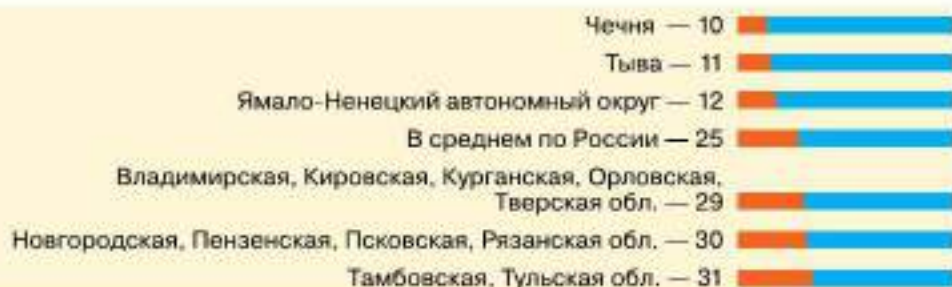 Чечня — 10
Тыва — 11
Ямало-Ненецкий автономный округ — 12
В среднем по России — 25
Владимирская, Кировская, Курганская, Орловская,
Тверская обл. — 29
Новгородская, Пензенская, Псковская, Рязанская обл. — 30
Тамбовская, Тульская обл. — 31